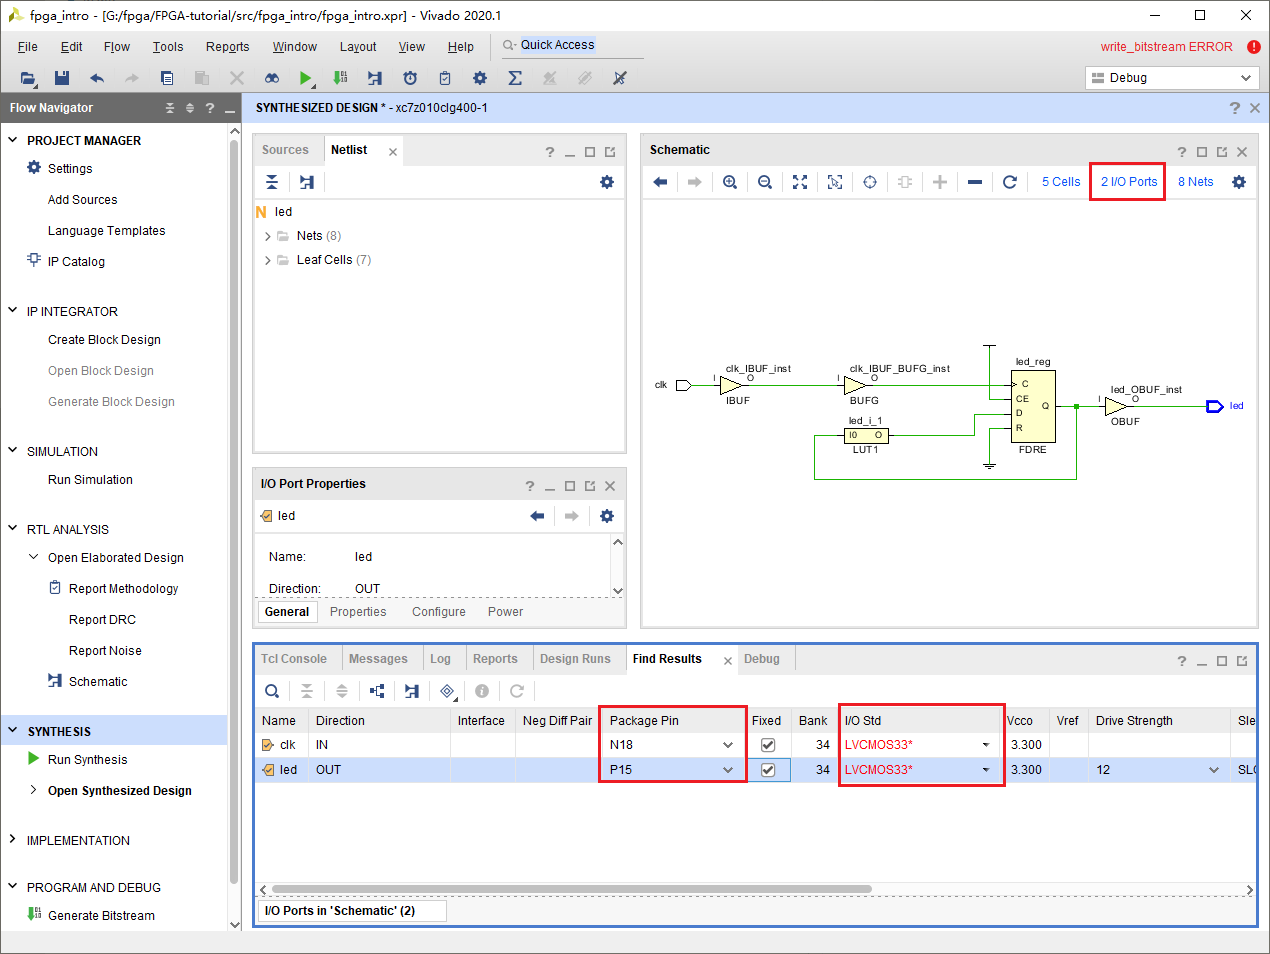 fpga_intro - [G:/fpga/FPGA-tutorial/src/fpga_intro/fpga_intro.xpr] - Vivado 2020.1
File Edit Flow Tools Reports Window Layout View Help Quick Access write_bitstream ERROR
Debug
Flow Navigator
SYNTHESIZED DESIGN * - xc7z010clg400-1
PROJECT MANAGER
Settings
Add Sources
Language Templates
IP Catalog
IP INTEGRATOR
Create Block Design
Open Block Design
Generate Block Design
SIMULATION
Run Simulation
RTL ANALYSIS
Open Elaborated Design
Report Methodology
Report DRC
Report Noise
Schematic
SYNTHESIS
Run Synthesis
Open Synthesized Design
IMPLEMENTATION
PROGRAM AND DEBUG
Generate Bitstream
Sources Netlist
N led
Nets (8)
Leaf Cells (7)
I/O Port Properties
led
Name: led
Direction: OUT
General Properties Configure Power
Schematic
5 Cells 2 I/O Ports 8 Nets
clk
clk_IBUF_inst
I O
IBUF
clk_IBUF_BUFG_inst
I O
BUFG
led_i_1
I0 O
LUT1
led_reg
C
CE
D
R
Q
FDRE
led_OBUF_inst
I O
OBUF
led
Tcl Console Messages Log Reports Design Runs Find Results Debug
Name Direction Interface Neg Diff Pair Package Pin Fixed Bank I/O Std Vcco Vref Drive Strength Sle
clk IN N18 34 LVCMOS33* 3.300
led OUT P15 34 LVCMOS33* 3.300 12 SLO
I/O Ports in 'Schematic' (2)